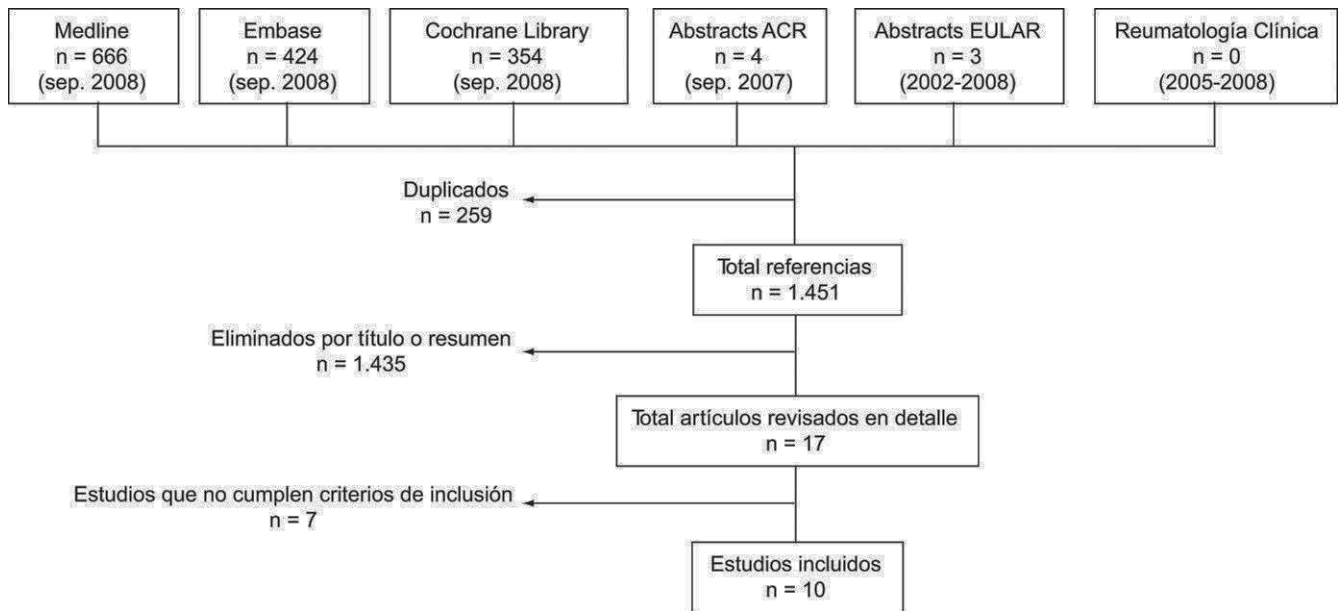 Medline
n = 666
(sep. 2008)
Embase
n = 424
(sep. 2008)
Cochrane Library
n = 354
(sep. 2008)
Abstracts ACR
n = 4
(sep. 2007)
Abstracts EULAR
n = 3
(2002-2008)
Reumatología Clínica
n = 0
(2005-2008)
Duplicados
n = 259
Total referencias
n = 1.451
Eliminados por título o resumen
n = 1.435
Total artículos revisados en detalle
n = 17
Estudios que no cumplen criterios de inclusión
n = 7
Estudios incluidos
n = 10